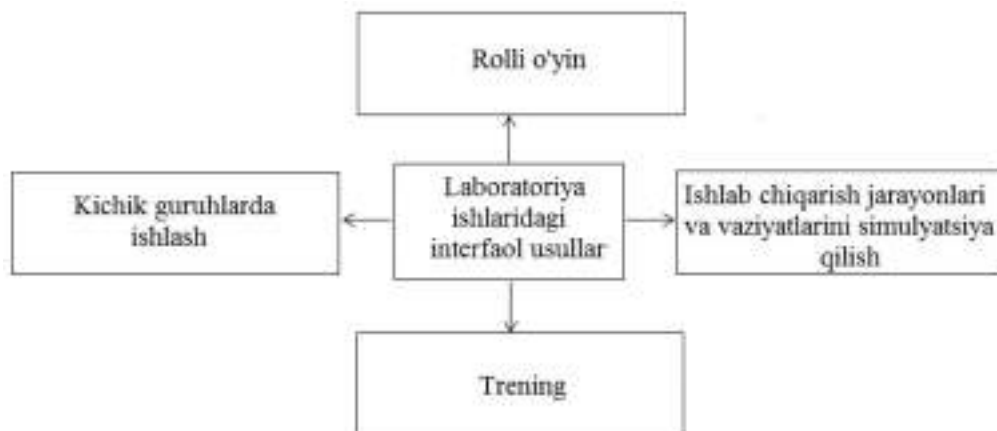 Rolli o'yin
Kichik guruhlarda
ishlash
Laboratoriya
ishlaridagi
interfaol usullar
Ishlab chiqarish jarayonlari
va vaziyatlarini simulyatsiya
qilish
Trening